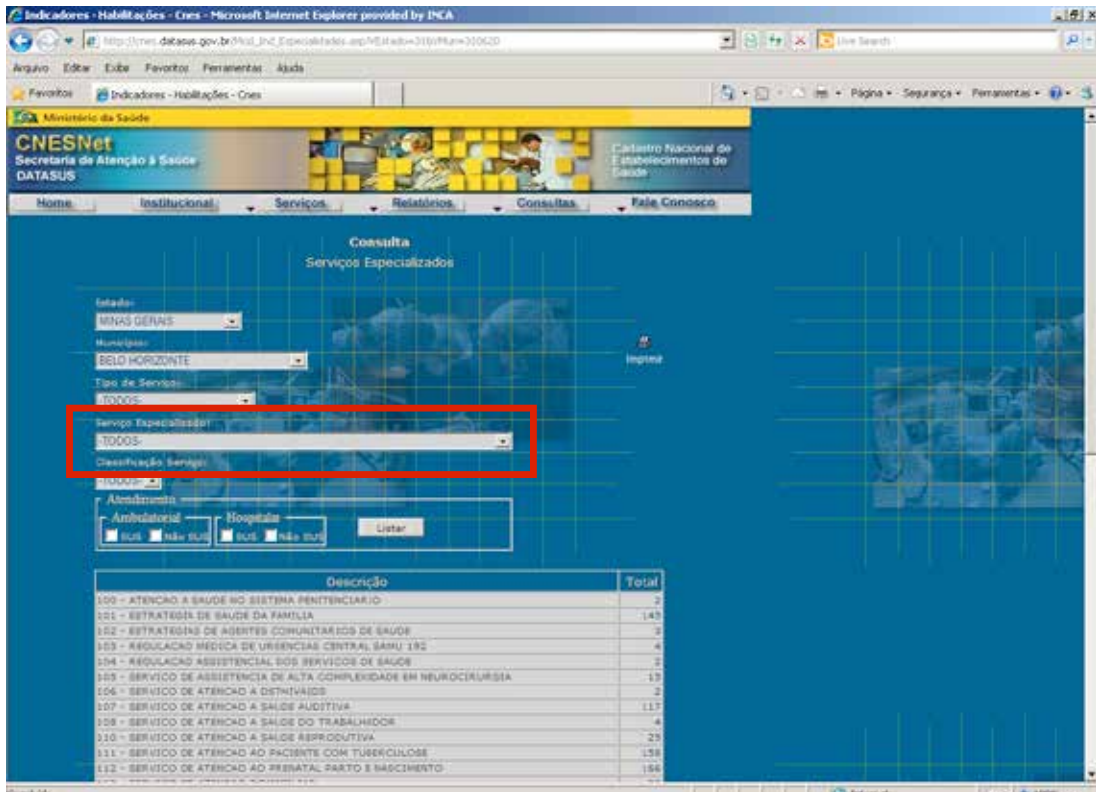 Indicadores - Habilitações - Cnes - Microsoft Internet Explorer provided by INCA
Live Search
Arquivo Editar Exibir Favoritos Ferramentas Ajuda
Favoritos Indicadores - Habilitações - Cnes Página Segurança Ferramentas
Ministério da Saúde
CNESNet
Secretaria de Atenção à Saúde
DATASUS
Cadastro Nacional de
Estabelecimentos de
Saúde
Home Institucional Serviços Relatórios Consultas Fale Conosco
Consulta
Serviços Especializados
Estado:
MINAS GERAIS
Município:
BELO HORIZONTE
Imprimir
Tipo de Serviço:
-TODOS-
Serviço Especializado:
-TODOS-
Classificação Serviço:
-TODOS-
Atendimento
Ambulatorial Hospitalar
SUS Não SUS SUS Não SUS
Listar
Descrição Total
100 - ATENCAO A SAUDE NO SISTEMA PENITENCIARIO 2
101 - ESTRATEGIA DE SAUDE DA FAMILIA
102 - ESTRATEGIAS DE AGENTES COMUNITARIOS DE SAUDE
103 - REGULACAO MEDICA DE URGENCIAS CENTRAL SAMU 192 4
104 - REGULACAO ASSISTENCIAL DOS SERVICOS DE SAUDE 2
105 - SERVICO DE ASSISTENCIA DE ALTA COMPLEXIDADE EM NEUROCIRURGIA
106 - SERVICO DE ATENCAO A DST/HIV/AIDS 2
107 - SERVICO DE ATENCAO A SAUDE AUDITIVA 117
108 - SERVICO DE ATENCAO A SAUDE DO TRABALHADOR 4
110 - SERVICO DE ATENCAO A SAUDE REPRODUTIVA
111 - SERVICO DE ATENCAO AO PACIENTE COM TUBERCULOSE
112 - SERVICO DE ATENCAO AO PRENATAL PARTO E NASCIMENTO